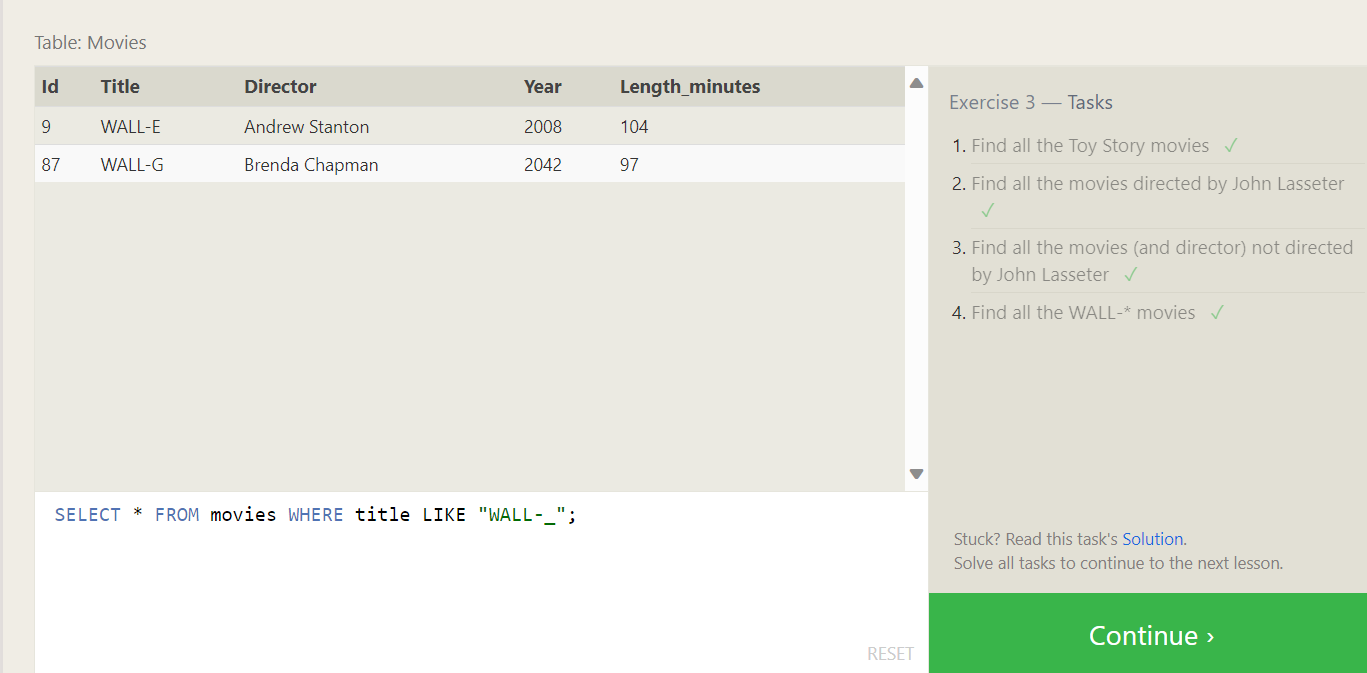 Table: Movies
Id Title Director Year Length_minutes
9 WALL-E Andrew Stanton 2008 104
87 WALL-G Brenda Chapman 2042 97
SELECT * FROM movies WHERE title LIKE "WALL-_";
RESET
Exercise 3 — Tasks
1. Find all the Toy Story movies ✓
2. Find all the movies directed by John Lasseter
✓
3. Find all the movies (and director) not directed
by John Lasseter ✓
4. Find all the WALL-* movies ✓
Stuck? Read this task's Solution.
Solve all tasks to continue to the next lesson.
Continue ›